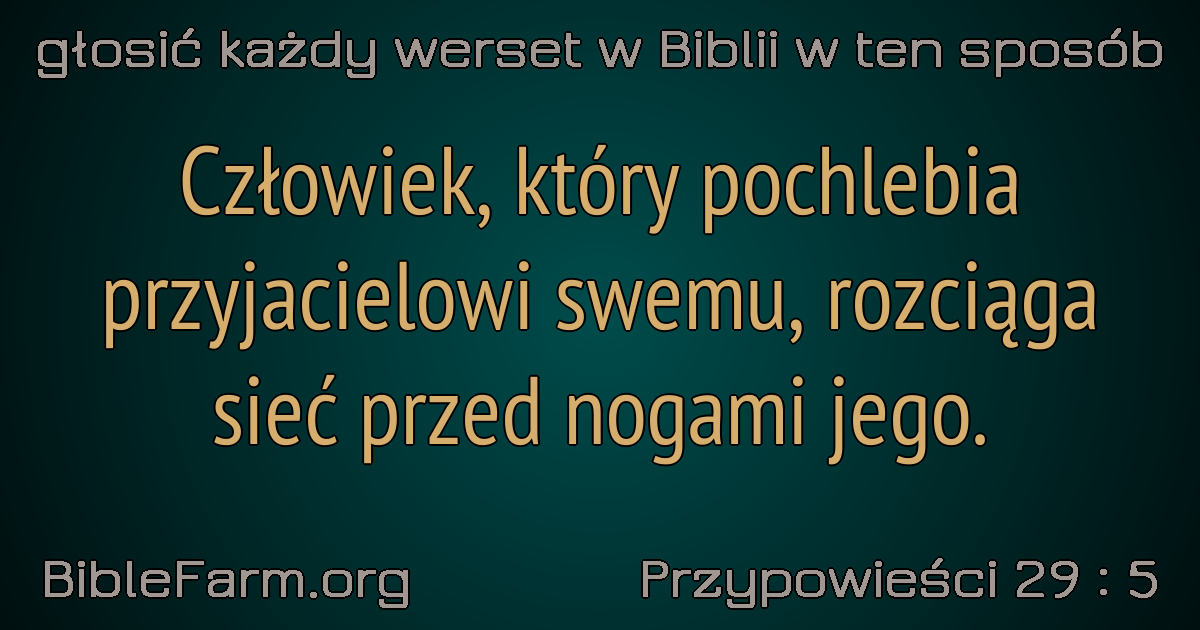 głosić każdy werset w Biblii w ten sposób
Człowiek, który pochlebia
przyjacielowi swemu, rozciąga
sieć przed nogami jego.
BibleFarm.org
Przypowieści 29 : 5